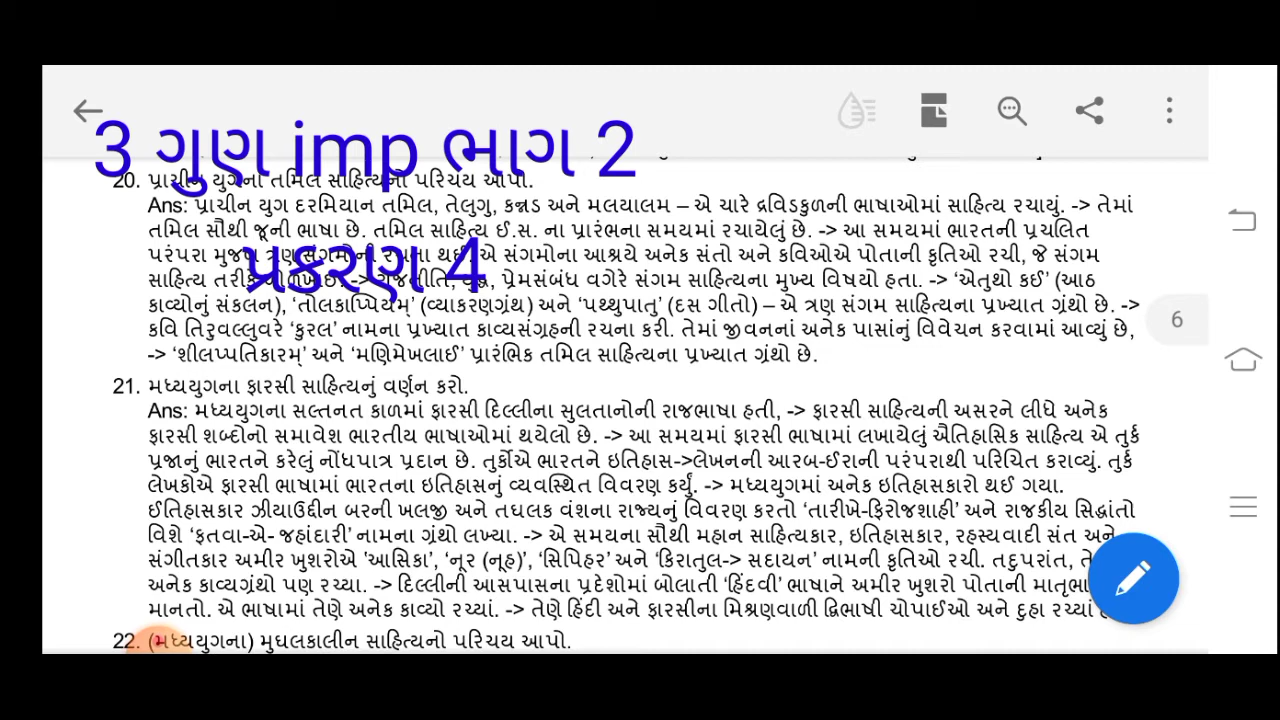 3 ગુણ imp ભાગ 2
પ્રકરણ 4
20. પ્રાચીન યુગના તમિલ સાહિત્યનો પરિચય આપો.
Ans: પ્રાચીન યુગ દરમિયાન તમિલ, તેલુગુ, કન્નડ અને મલયાલમ – એ ચારે દ્રવિડકુળની ભાષાઓમાં સાહિત્ય રચાયું. -> તેમાં
તમિલ સૌથી જૂની ભાષા છે. તમિલ સાહિત્ય ઈ.સ. ના પ્રારંભના સમયમાં રચાયેલું છે. -> આ સમયમાં ભારતની પ્રચલિત
પરંપરા મુજબ ત્રણ સંગમોની રચના થઈ. એ સંગમોના આશ્રયે અનેક સંતો અને કવિઓએ પોતાની કૃતિઓ રચી, જે સંગમ
સાહિત્ય તરીકે ઓળખાઈ. -> રાજનીતિ, યુદ્ધ, પ્રેમસંબંધ વગેરે સંગમ સાહિત્યના મુખ્ય વિષયો હતા. -> ‘એતુથો કઈ’ (આઠ
કાવ્યોનું સંકલન), ‘તોલકાપ્પિયમ્’ (વ્યાકરણગ્રંથ) અને ‘પથ્થુપાતુ’ (દસ ગીતો) – એ ત્રણ સંગમ સાહિત્યના પ્રખ્યાત ગ્રંથો છે. ->
કવિ તિરુવલ્લુવરે ‘કુરલ’ નામના પ્રખ્યાત કાવ્યસંગ્રહની રચના કરી. તેમાં જીવનનાં અનેક પાસાંનું વિવેચન કરવામાં આવ્યું છે,
-> ‘શીલપ્પતિકારમ્’ અને ‘મણિમેખલાઈ’ પ્રારંભિક તમિલ સાહિત્યના પ્રખ્યાત ગ્રંથો છે.
6
21. મધ્યયુગના ફારસી સાહિત્યનું વર્ણન કરો.
Ans: મધ્યયુગના સલ્તનત કાળમાં ફારસી દિલ્લીના સુલતાનોની રાજભાષા હતી, -> ફારસી સાહિત્યની અસરને લીધે અનેક
ફારસી શબ્દોનો સમાવેશ ભારતીય ભાષાઓમાં થયેલો છે. -> આ સમયમાં ફારસી ભાષામાં લખાયેલું ઐતિહાસિક સાહિત્ય એ તુર્ક
પ્રજાનું ભારતને કરેલું નોંધપાત્ર પ્રદાન છે. તુર્કોએ ભારતને ઇતિહાસ->લેખનની આરબ-ઈરાની પરંપરાથી પરિચિત કરાવ્યું. તુર્ક
લેખકોએ ફારસી ભાષામાં ભારતના ઇતિહાસનું વ્યવસ્થિત વિવરણ કર્યું. -> મધ્યયુગમાં અનેક ઇતિહાસકારો થઈ ગયા.
ઈતિહાસકાર ઝીયાઉદ્દીન બરની ખલજી અને તઘલક વંશના રાજ્યનું વિવરણ કરતો ‘તારીખે-ફિરોજશાહી’ અને રાજકીય સિદ્ધાંતો
વિશે ‘ફતવા-એ- જહાંદારી’ નામના ગ્રંથો લખ્યા. -> એ સમયના સૌથી મહાન સાહિત્યકાર, ઇતિહાસકાર, રહસ્યવાદી સંત અને
સંગીતકાર અમીર ખુશરોએ 'આસિકા’, ‘નૂર (નૂહ)’, ‘સિપિહર’ અને ‘કિરાતુલ-> સદાયન’ નામની કૃતિઓ રચી. તદુપરાંત,
અનેક કાવ્યગ્રંથો પણ રચ્યા. -> દિલ્લીની આસપાસના પ્રદેશોમાં બોલાતી ‘હિંદવી’ ભાષાને અમીર ખુશરો પોતાની
માનતો. એ ભાષામાં તેણે અનેક કાવ્યો રચ્યાં. -> તેણે હિંદી અને ફારસીના મિશ્રણવાળી દ્વિભાષી ચોપાઈઓ અને દુહા રચ્યાં
22. (મધ્યયુગના) મુઘલકાલીન સાહિત્યનો પરિચય આપો.